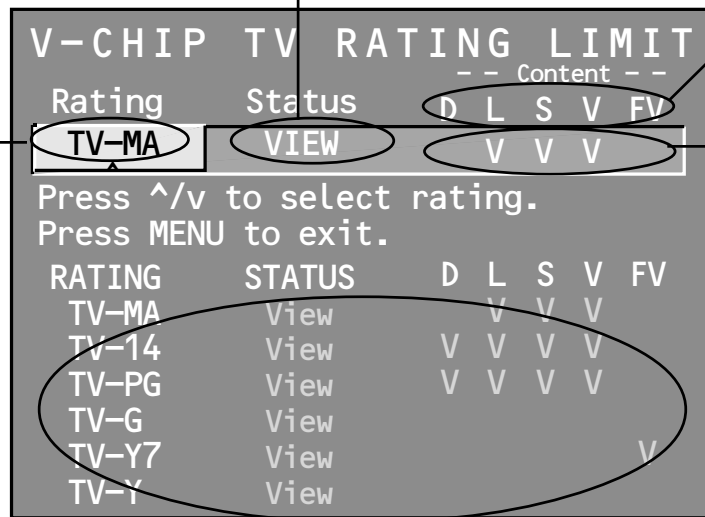 V-CHIP TV RATING LIMIT
-- Content --
Rating Status D L S V FV
TV-MA VIEW V V V
Press ^/v to select rating.
Press MENU to exit.
RATING STATUS D L S V FV
TV-MA View V V V
TV-14 View V V V V
TV-PG View V V V V
TV-G View
TV-Y7 View V
TV-Y View